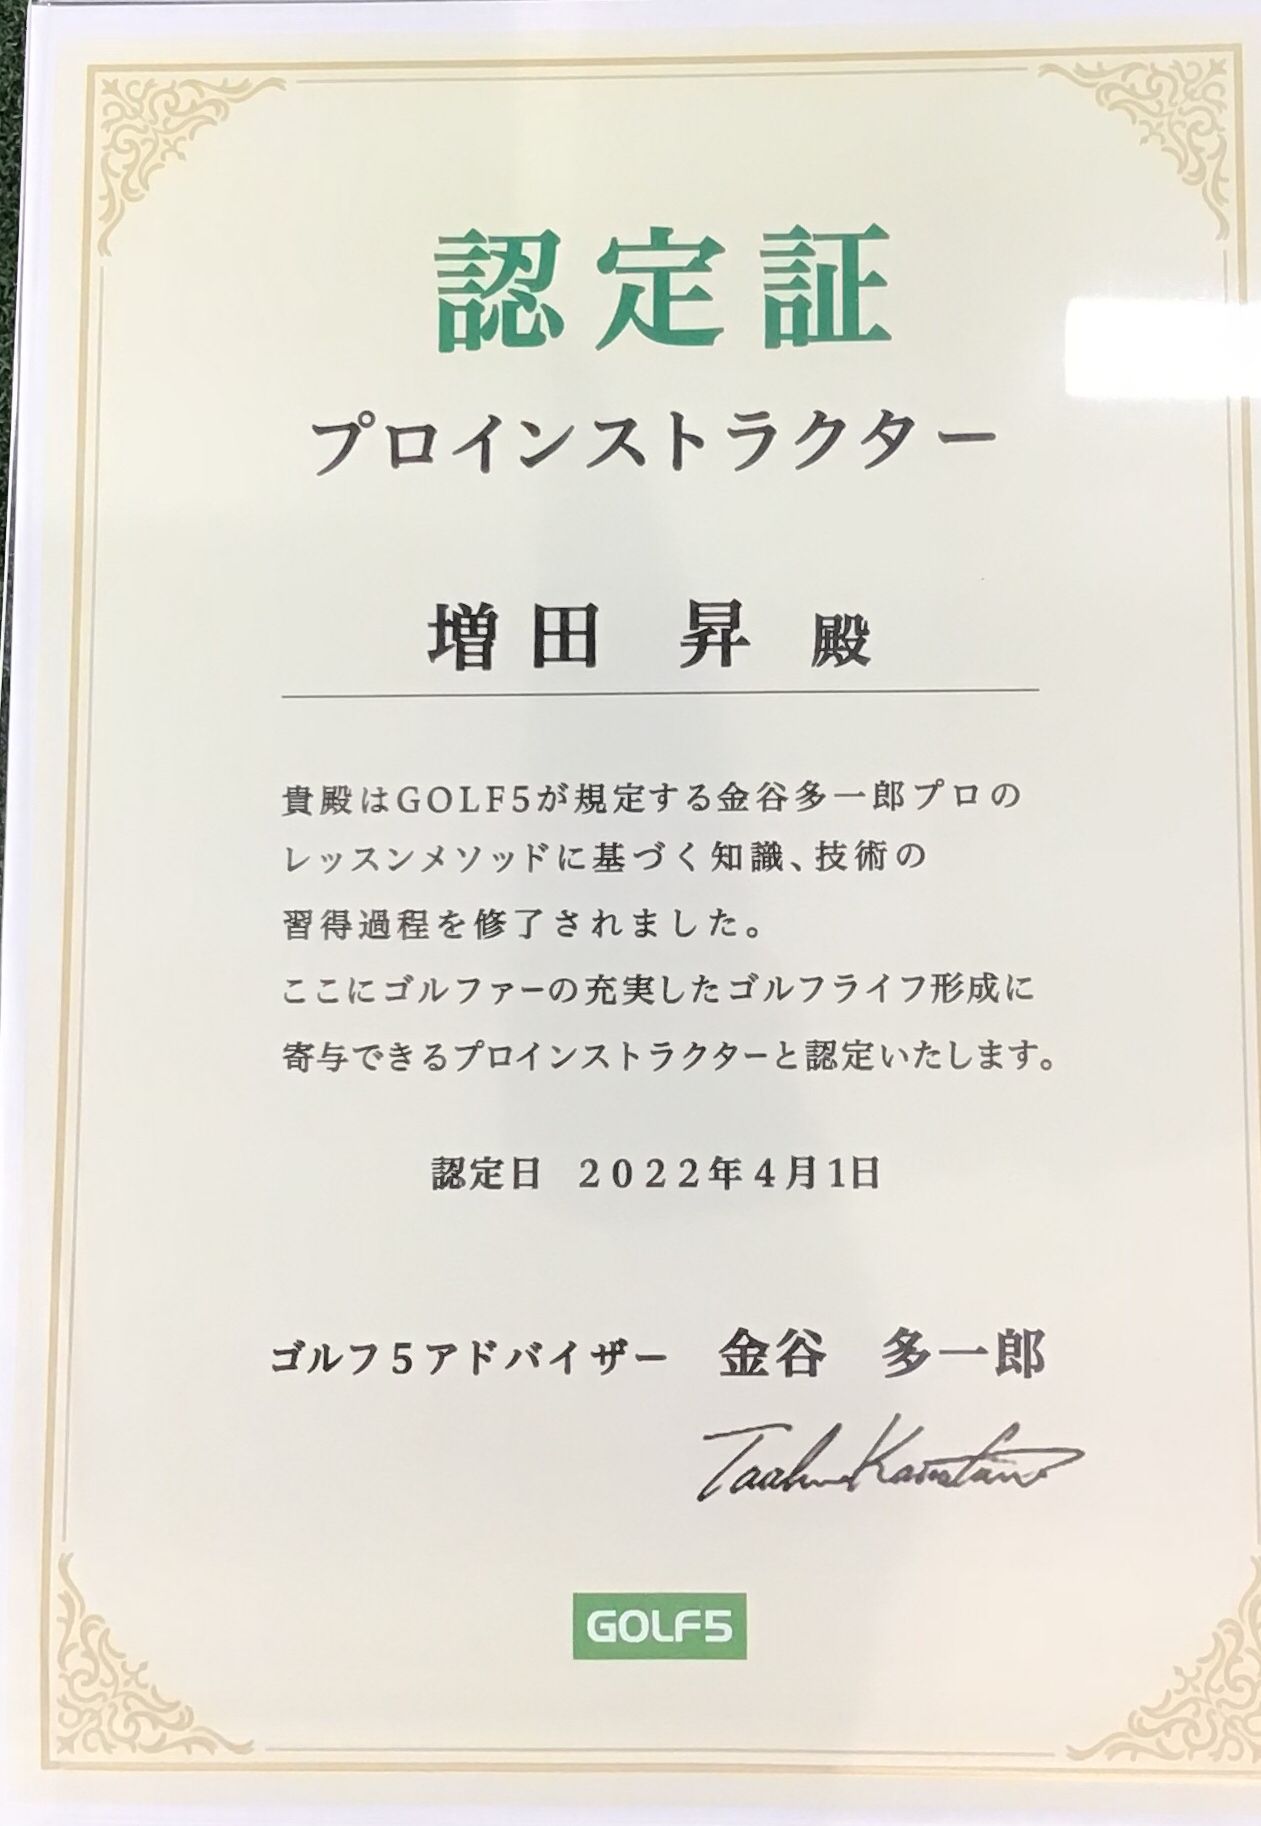 認定証
プロインストラクター
増田 昇 殿
貴殿はGOLF5が規定する金谷多一郎プロの
レッスンメソッドに基づく知識、技術の
習得過程を修了されました。
ここにゴルファーの充実したゴルフライフ形成に
寄与できるプロインストラクターと認定いたします。
認定日 2022年4月1日
ゴルフ5アドバイザー 金谷 多一郎
GOLF5